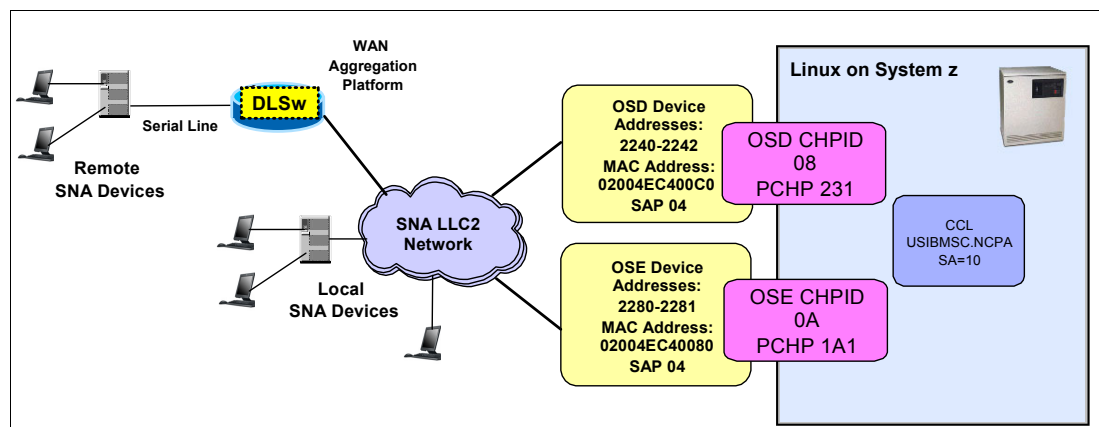 WAN
Aggregation
Platform
DLSw
Serial Line
Remote
SNA Devices
SNA LLC2
Network
Local
SNA Devices
OSD Device
Addresses:
2240-2242
MAC Address:
02004EC400C0
SAP 04
OSD CHPID
08
PCHP 231
OSE Device
Addresses:
2280-2281
MAC Address:
02004EC40080
SAP 04
OSE CHPID
0A
PCHP 1A1
Linux on System z
CCL
USIBMSC.NCPA
SA=10